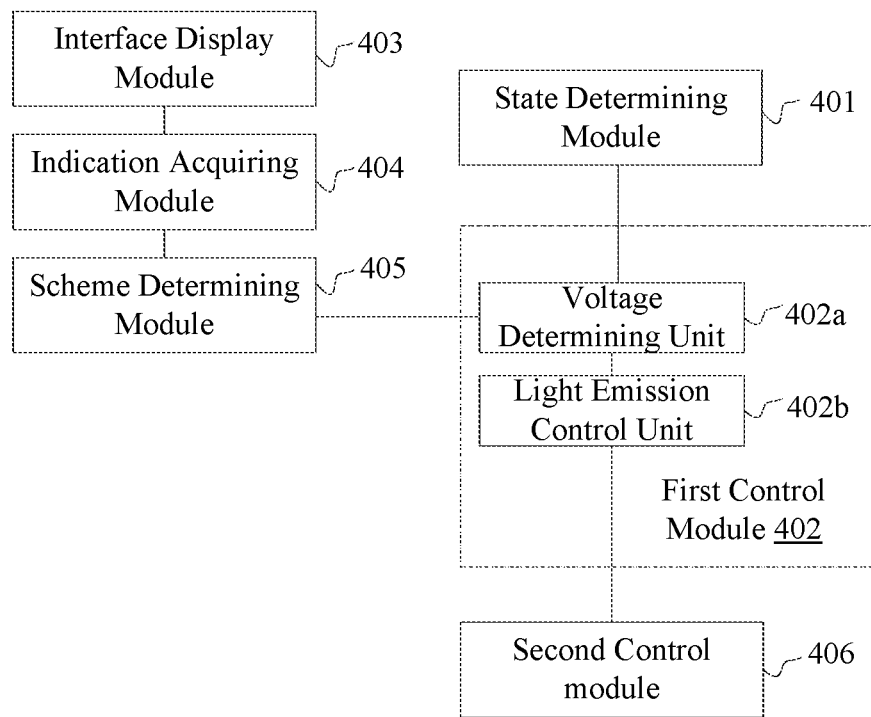 Interface Display
Module
403
Indication Acquiring
Module
404
Scheme Determining
Module
405
State Determining
Module
401
Voltage
Determining Unit
402a
Light Emission
Control Unit
402b
First Control
Module 402
Second Control
module
406